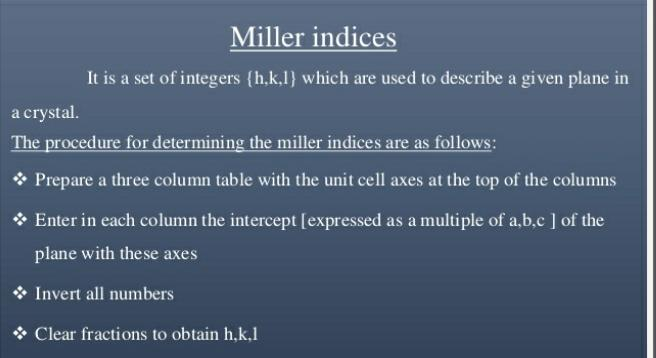 Miller indices
It is a set of integers {h,k,l} which are used to describe a given plane in
a crystal.
The procedure for determining the miller indices are as follows:
❖ Prepare a three column table with the unit cell axes at the top of the columns
❖ Enter in each column the intercept [expressed as a multiple of a,b,c ] of the
plane with these axes
❖ Invert all numbers
❖ Clear fractions to obtain h,k,l